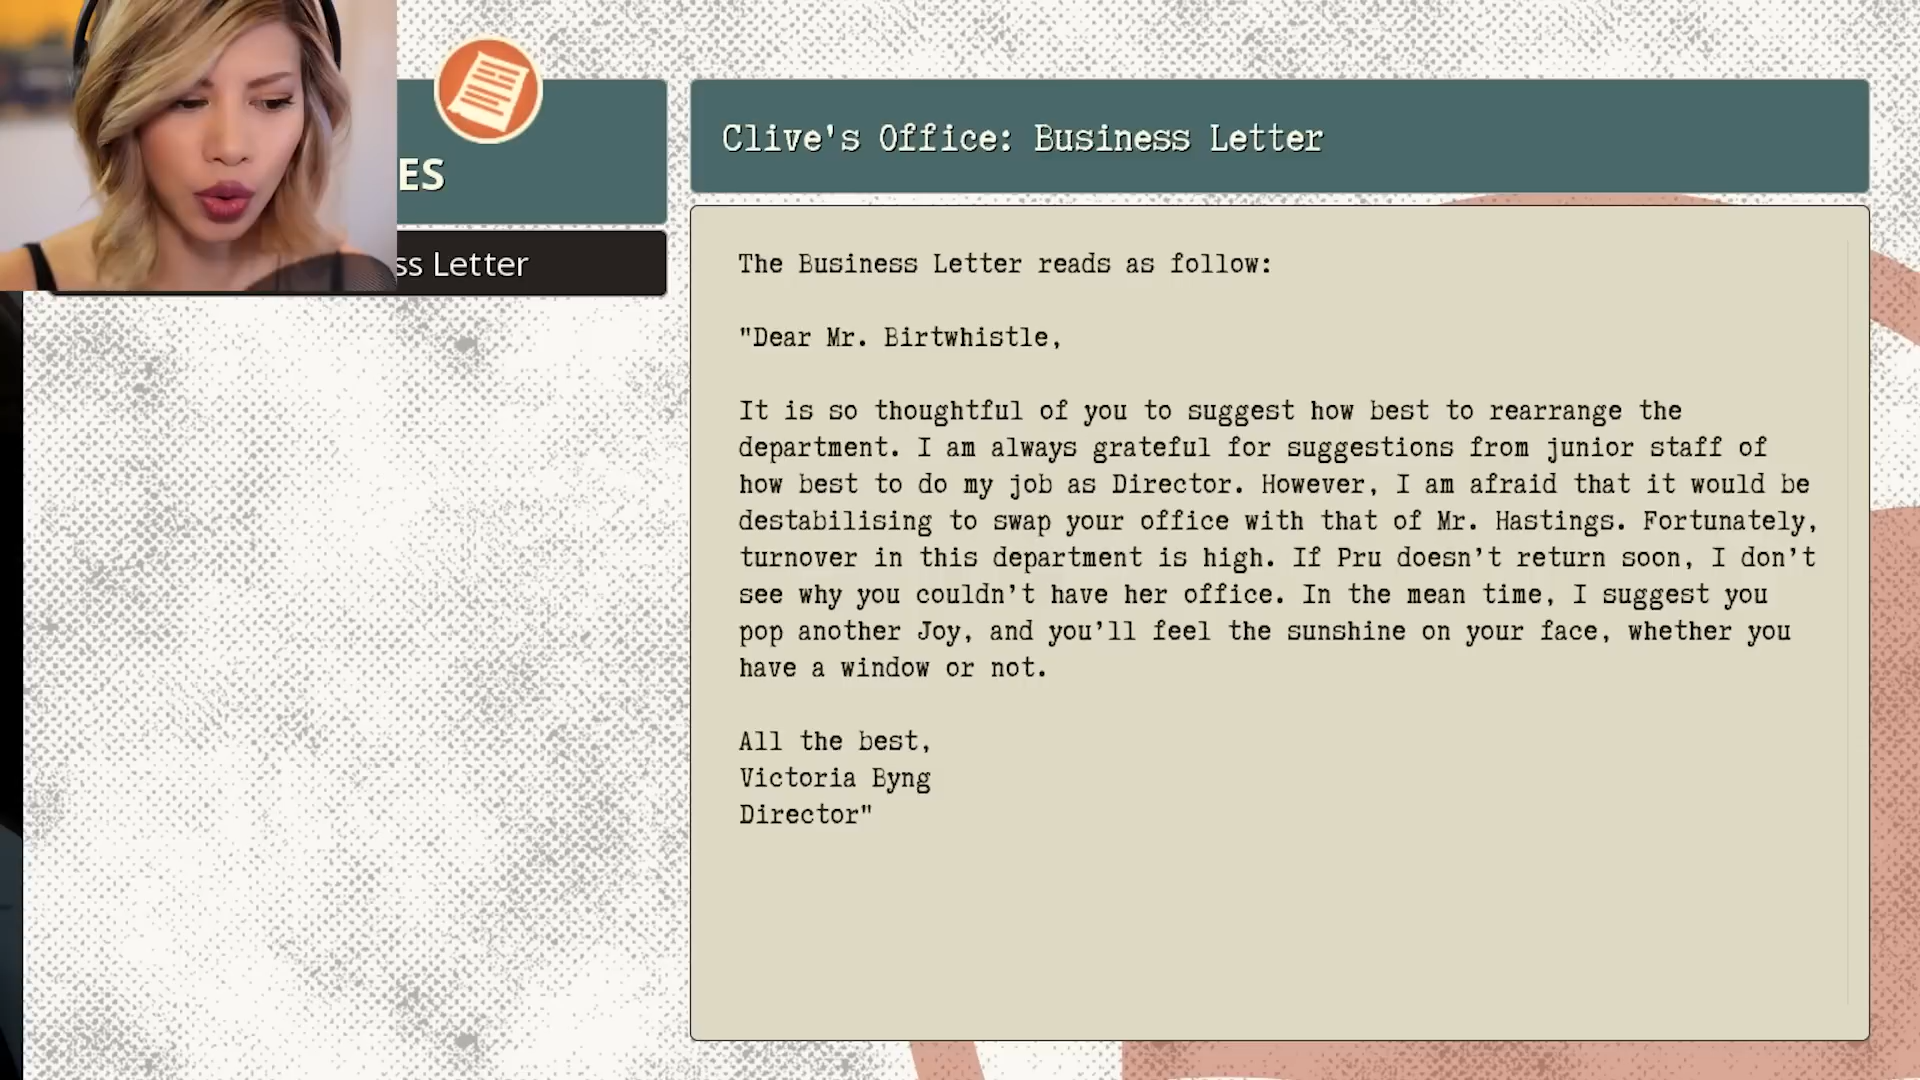 ES
ss Letter
Clive's Office: Business Letter
The Business Letter reads as follow:
"Dear Mr. Birtwhistle,
It is so thoughtful of you to suggest how best to rearrange the
department. I am always grateful for suggestions from junior staff of
how best to do my job as Director. However, I am afraid that it would be
destabilising to swap your office with that of Mr. Hastings. Fortunately,
turnover in this department is high. If Pru doesn't return soon, I don't
see why you couldn't have her office. In the mean time, I suggest you
pop another Joy, and you'll feel the sunshine on your face, whether you
have a window or not.
All the best,
Victoria Byng
Director"